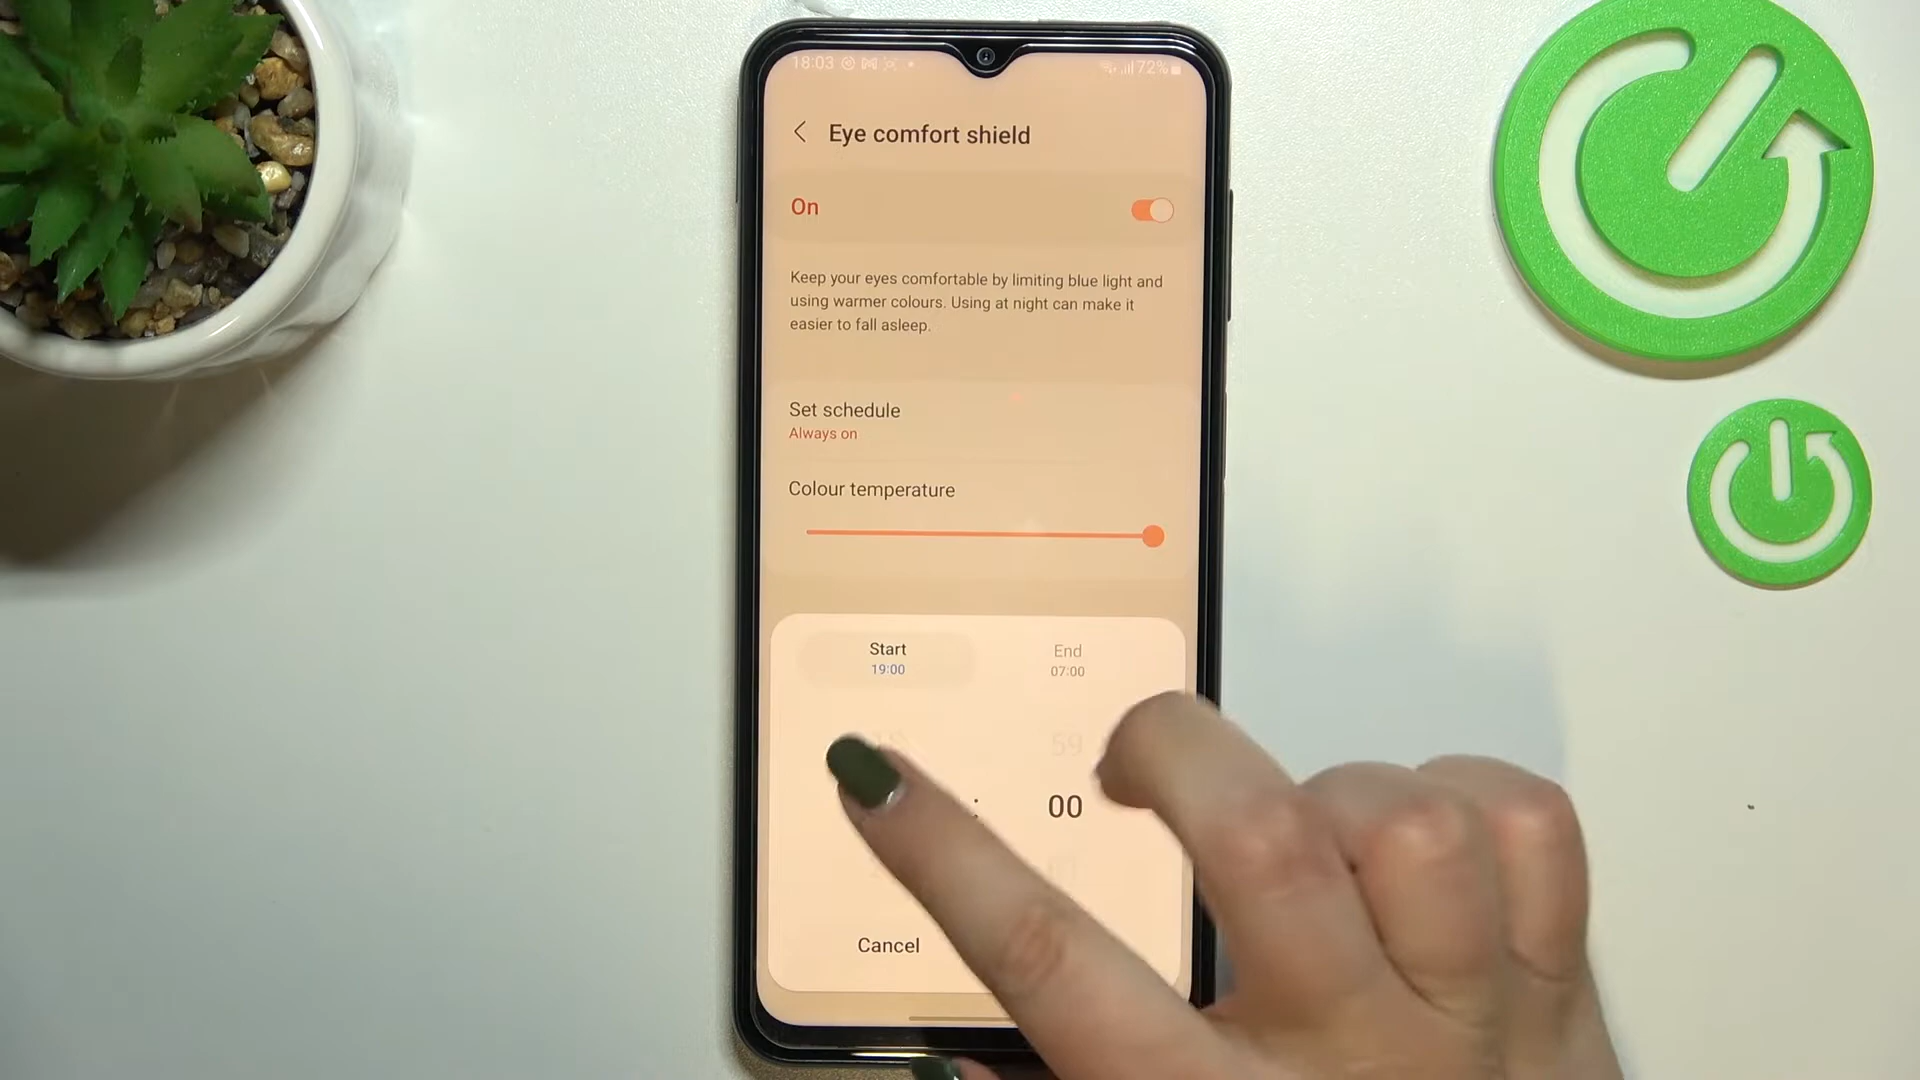 18:03
72%
Eye comfort shield
On
Keep your eyes comfortable by limiting blue light and
using warmer colours. Using at night can make it
easier to fall asleep.
Set schedule
Always on
Colour temperature
Start
End
19:00
07:00
59
:
00
Cancel